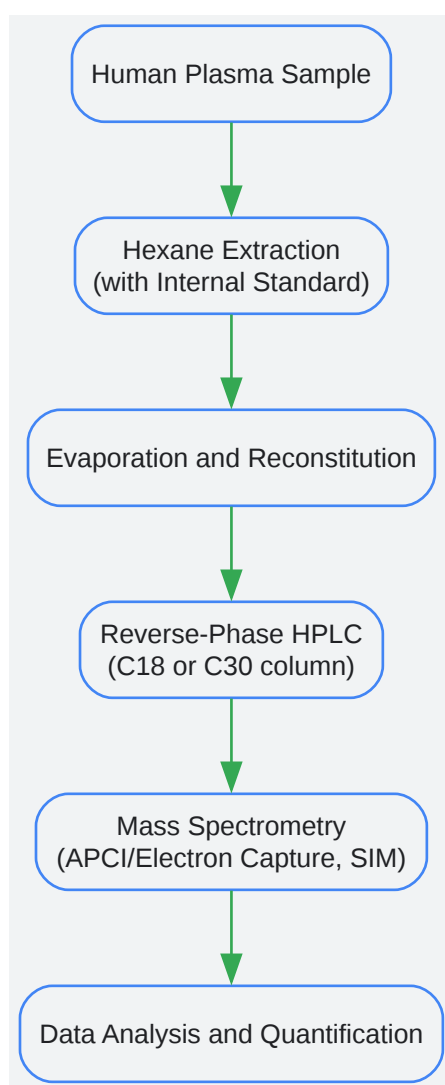 Human Plasma Sample
Hexane Extraction
(with Internal Standard)
Evaporation and Reconstitution
Reverse-Phase HPLC
(C18 or C30 column)
Mass Spectrometry
(APCI/Electron Capture, SIM)
Data Analysis and Quantification